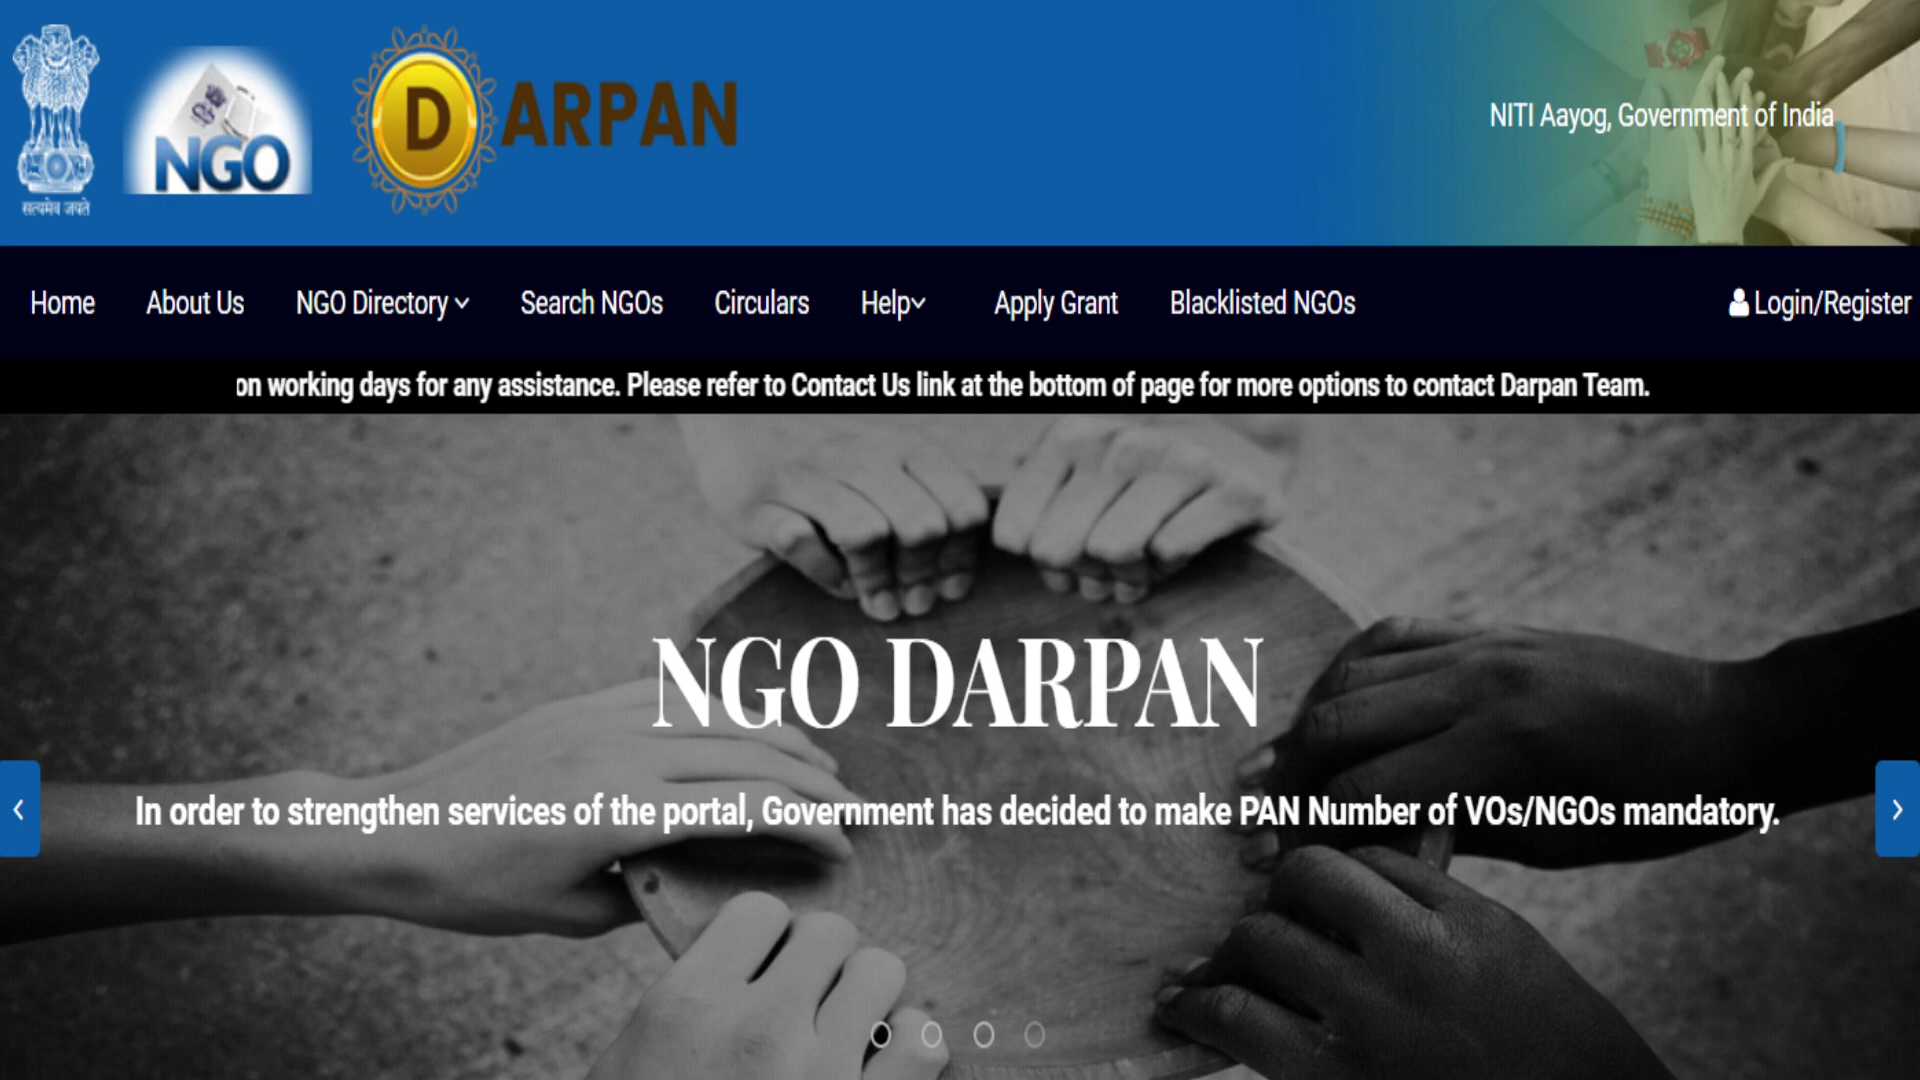 सत्यमेव जयते
NGO
DARPAN
NITI Aayog, Government of India
Home About Us NGO Directory Search NGOs Circulars Help Apply Grant Blacklisted NGOs Login/Register
on working days for any assistance. Please refer to Contact Us link at the bottom of page for more options to contact Darpan Team.
NGO DARPAN
In order to strengthen services of the portal, Government has decided to make PAN Number of VOs/NGOs mandatory.